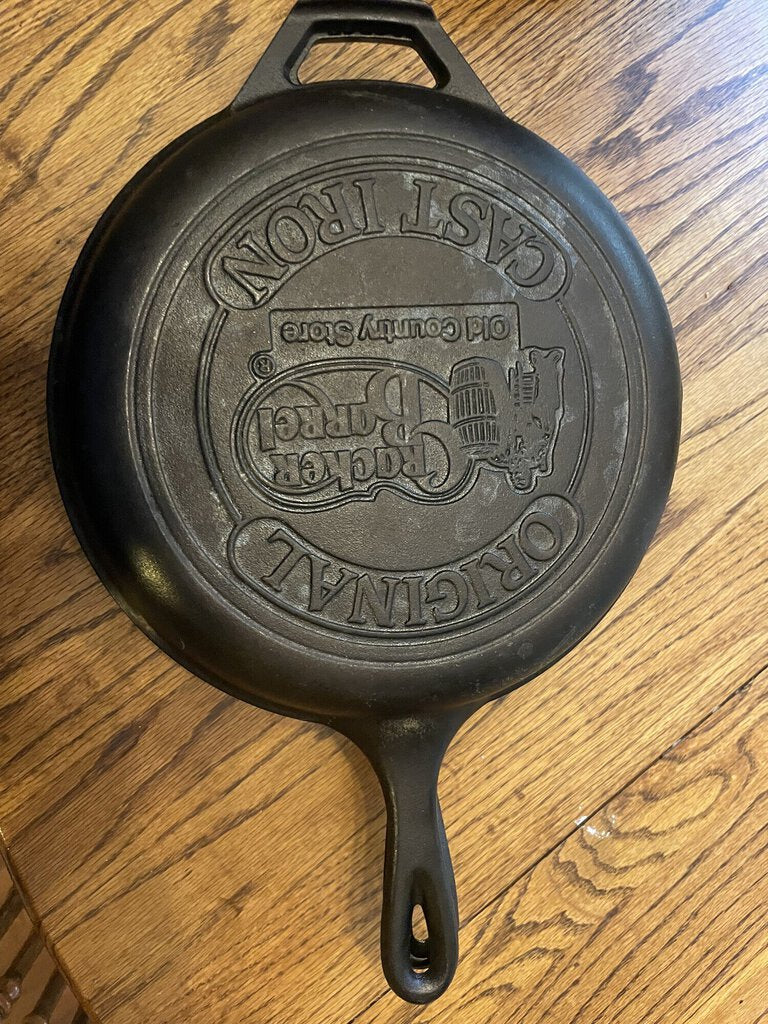 ORIGINAL
Cracker
Barrel
®
Old Country Store
CAST IRON